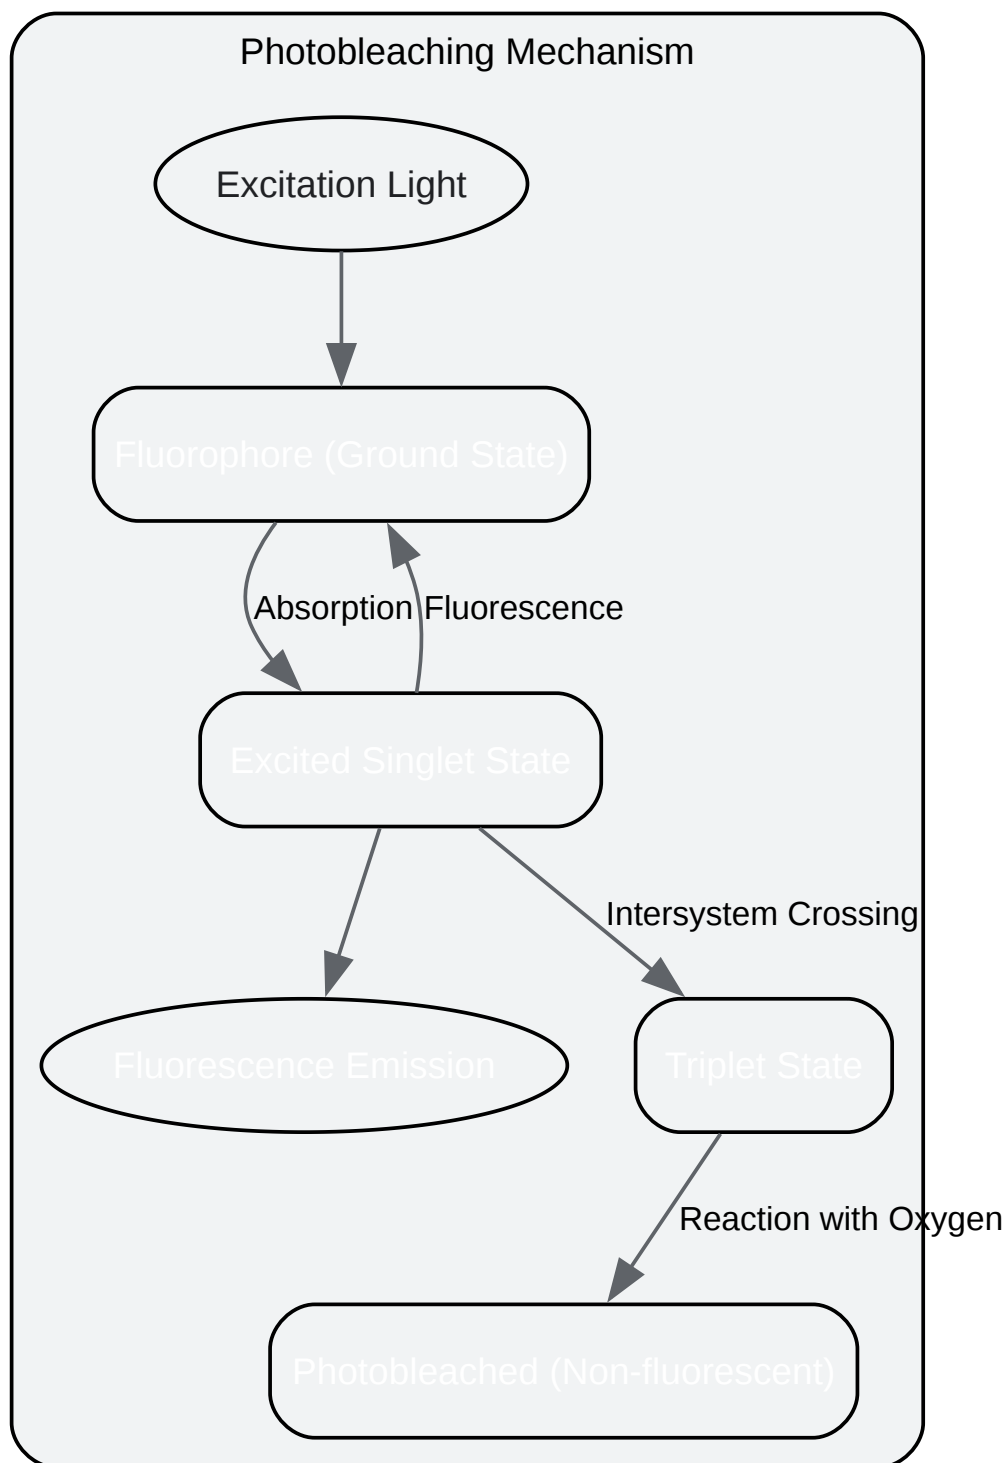 Photobleaching Mechanism
Excitation Light
Fluorophore (Ground State)
Absorption
Fluorescence
Excited Singlet State
Intersystem Crossing
Fluorescence Emission
Triplet State
Reaction with Oxygen
Photobleached (Non-fluorescent)